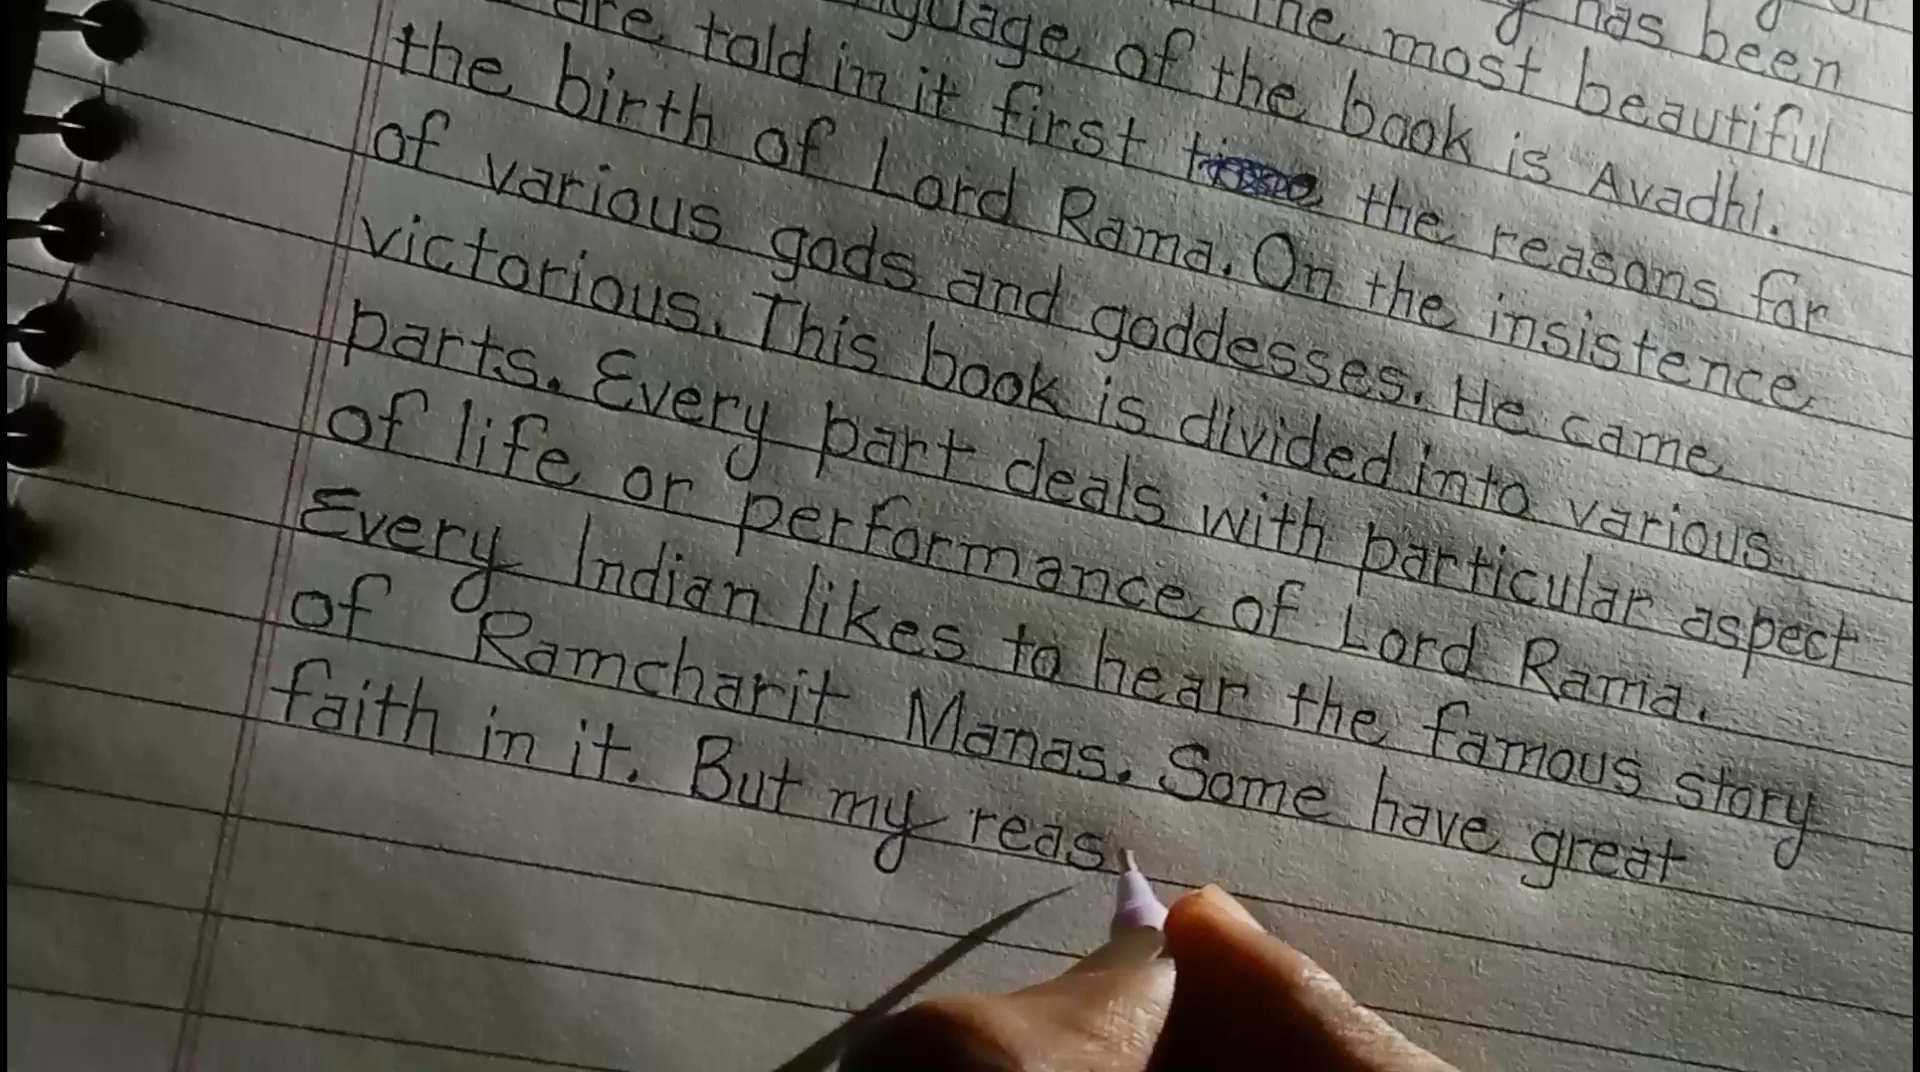 has been
the most beautiful
nguage of the book is Avadhi.
are told in it first the reasons for
the birth of Lord Rama. On the insistence
of various gods and goddesses. He came
victorious. This book is divided into various
parts. Every part deals with particular aspect
of life or performance of Lord Rama.
Every Indian likes to hear the famous story
of Ramcharit Manas. Some have great
faith in it. But my reas